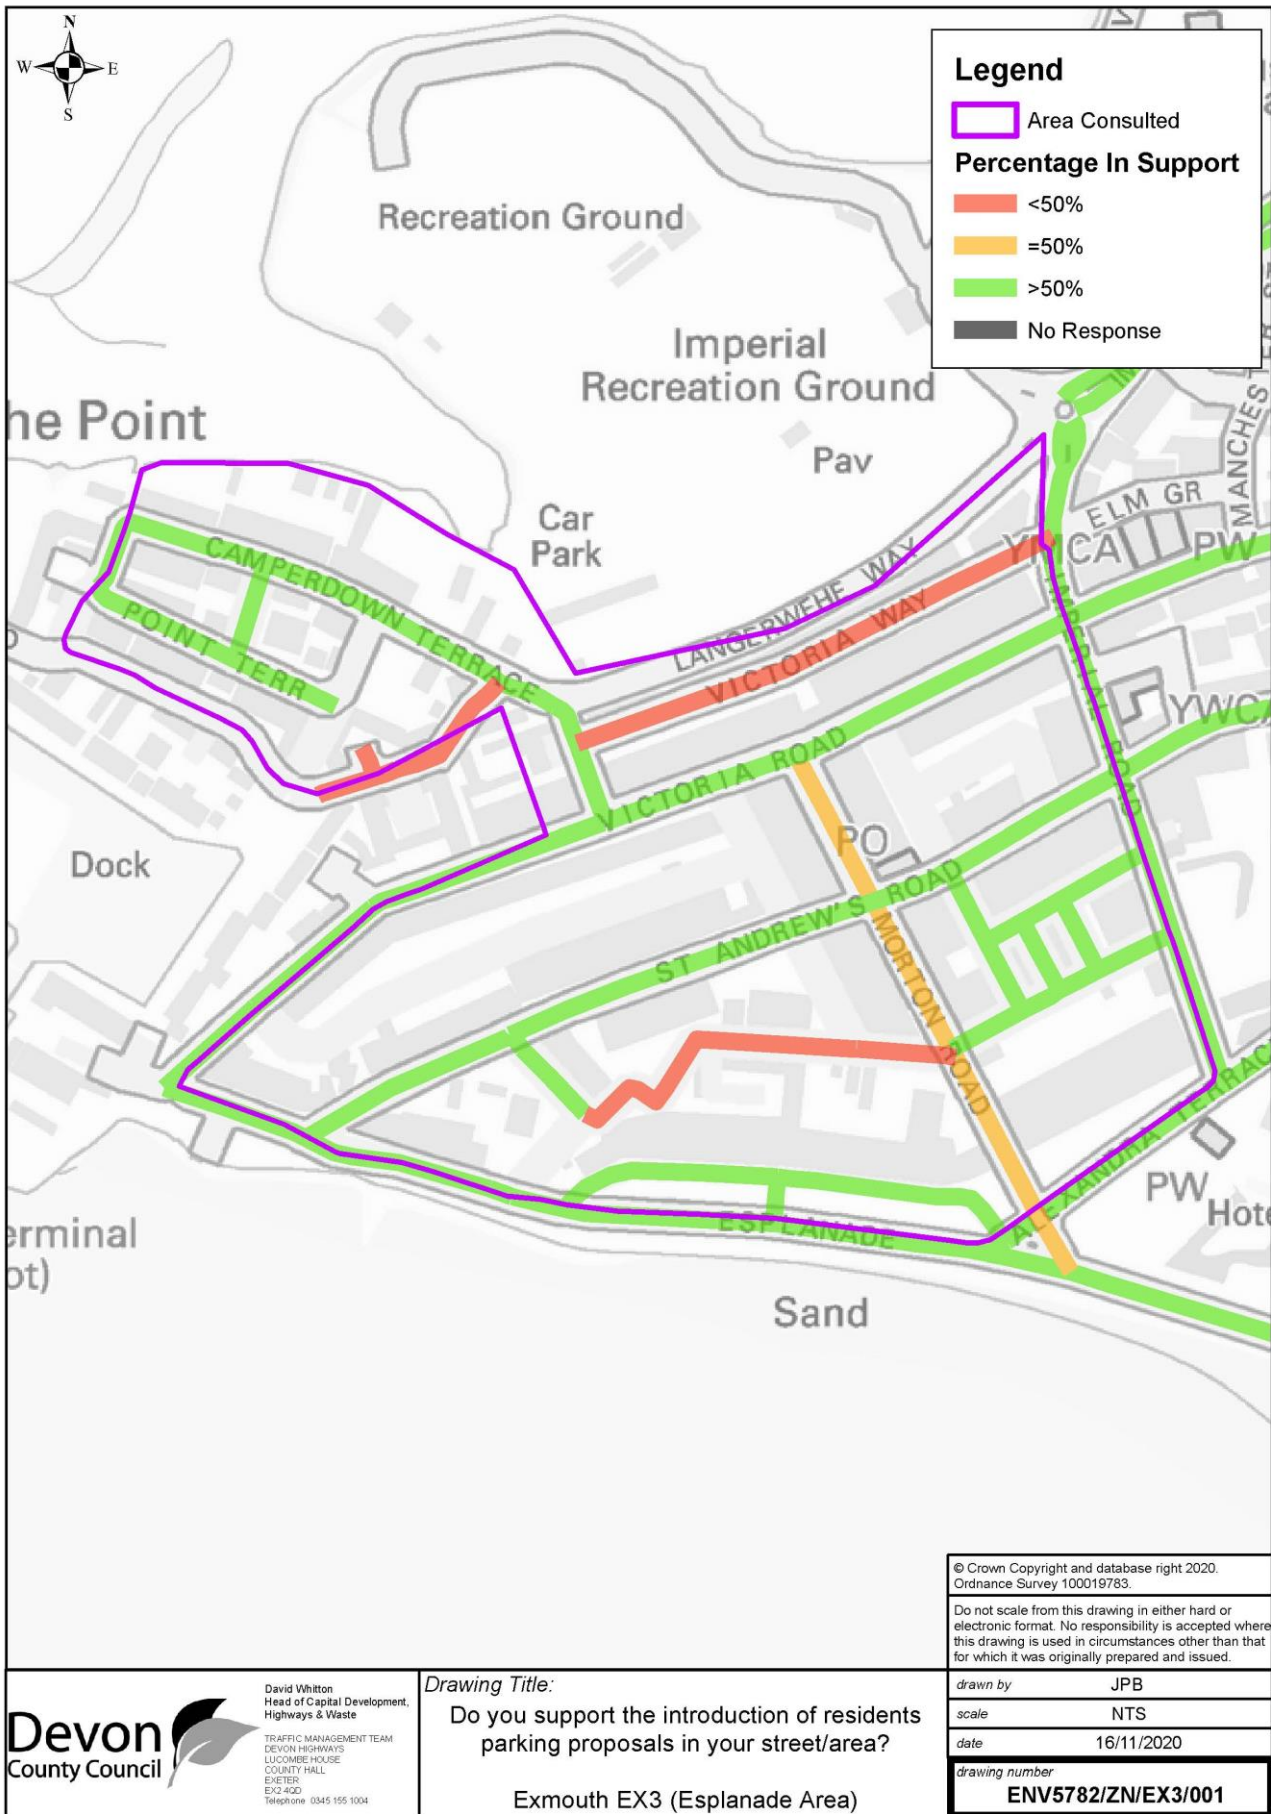 N
W E
S
Legend
Area Consulted
Percentage In Support
<50%
=50%
>50%
No Response
Recreation Ground
Imperial
Recreation Ground
Pav
he Point
Car
Park
ELM GR
YMCA
PW
LANGERWEHE WAY
VICTORIA WAY
CAMPERDOWN TERRACE
POINT TERR
IMPERIAL ROAD
YWCA
VICTORIA ROAD
PO
Dock
ST ANDREW'S ROAD
MORTON ROAD
ALEXANDRA TERRACE
PW
Hote
ESPLANADE
erminal
ot)
Sand
© Crown Copyright and database right 2020.
Ordnance Survey 100019783.
Do not scale from this drawing in either hard or
electronic format. No responsibility is accepted where
this drawing is used in circumstances other than that
for which it was originally prepared and issued.
Devon
County Council
David Whitton
Head of Capital Development,
Highways & Waste
TRAFFIC MANAGEMENT TEAM
DEVON HIGHWAYS
LUCOMBE HOUSE
COUNTY HALL
EXETER
EX2 4QD
Telephone 0345 155 1004
Drawing Title:
Do you support the introduction of residents
parking proposals in your street/area?
Exmouth EX3 (Esplanade Area)
drawn by JPB
scale NTS
date 16/11/2020
drawing number
ENV5782/ZN/EX3/001